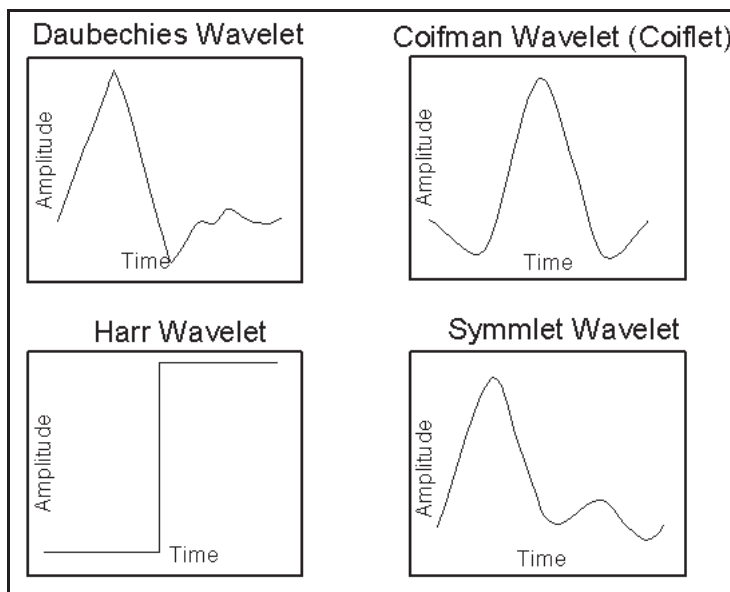 Daubechies Wavelet
Amplitude
Time
Coifman Wavelet (Coiflet)
Amplitude
Time
Harr Wavelet
Amplitude
Time
Symmlet Wavelet
Amplitude
Time